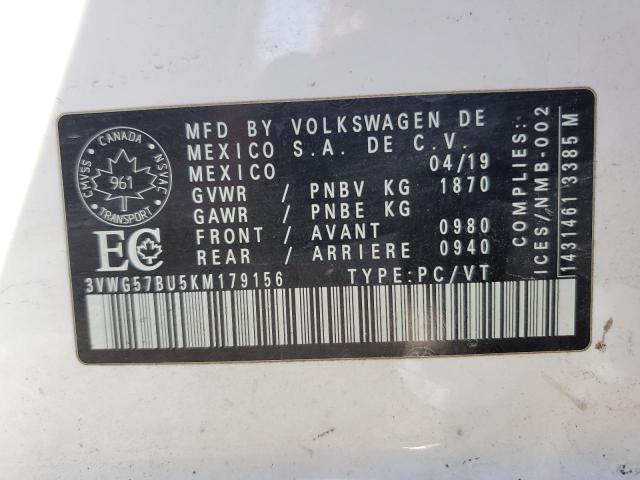 MFD BY VOLKSWAGEN DE
MEXICO S.A. DE C.V.
MEXICO 04/19
GVWR / PNBV KG 1870
GAWR / PNBE KG
FRONT / AVANT 0980
REAR / ARRIERE 0940
3VWG57BU5KM179156 TYPE:PC/VT
CANADA
CMVSS
NSVAC
961
TRANSPORT
EC
COMPLIES:
ICES/NMB-002
1431461 3385 M